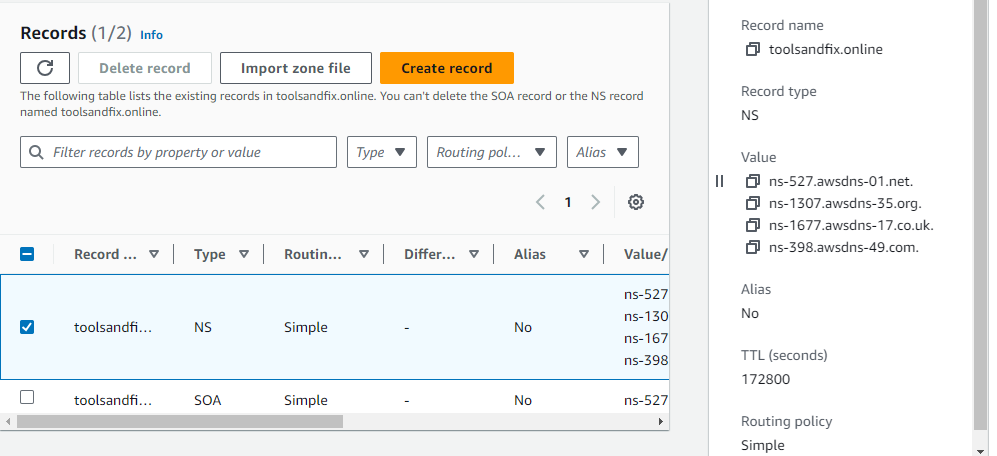 Records (1/2) Info
Delete record
Import zone file
Create record
The following table lists the existing records in toolsandfix.online. You can't delete the SOA record or the NS record
named toolsandfix.online.
Filter records by property or value
Type
Routing pol...
Alias
1
Record ... Type Routin... Differ... Alias Value/
toolsandfi... NS Simple - No
ns-527
ns-130
ns-167
ns-398
toolsandfi... SOA Simple - No ns-527
Record name
toolsandfix.online
Record type
NS
Value
ns-527.awsdns-01.net.
ns-1307.awsdns-35.org.
ns-1677.awsdns-17.co.uk.
ns-398.awsdns-49.com.
Alias
No
TTL (seconds)
172800
Routing policy
Simple